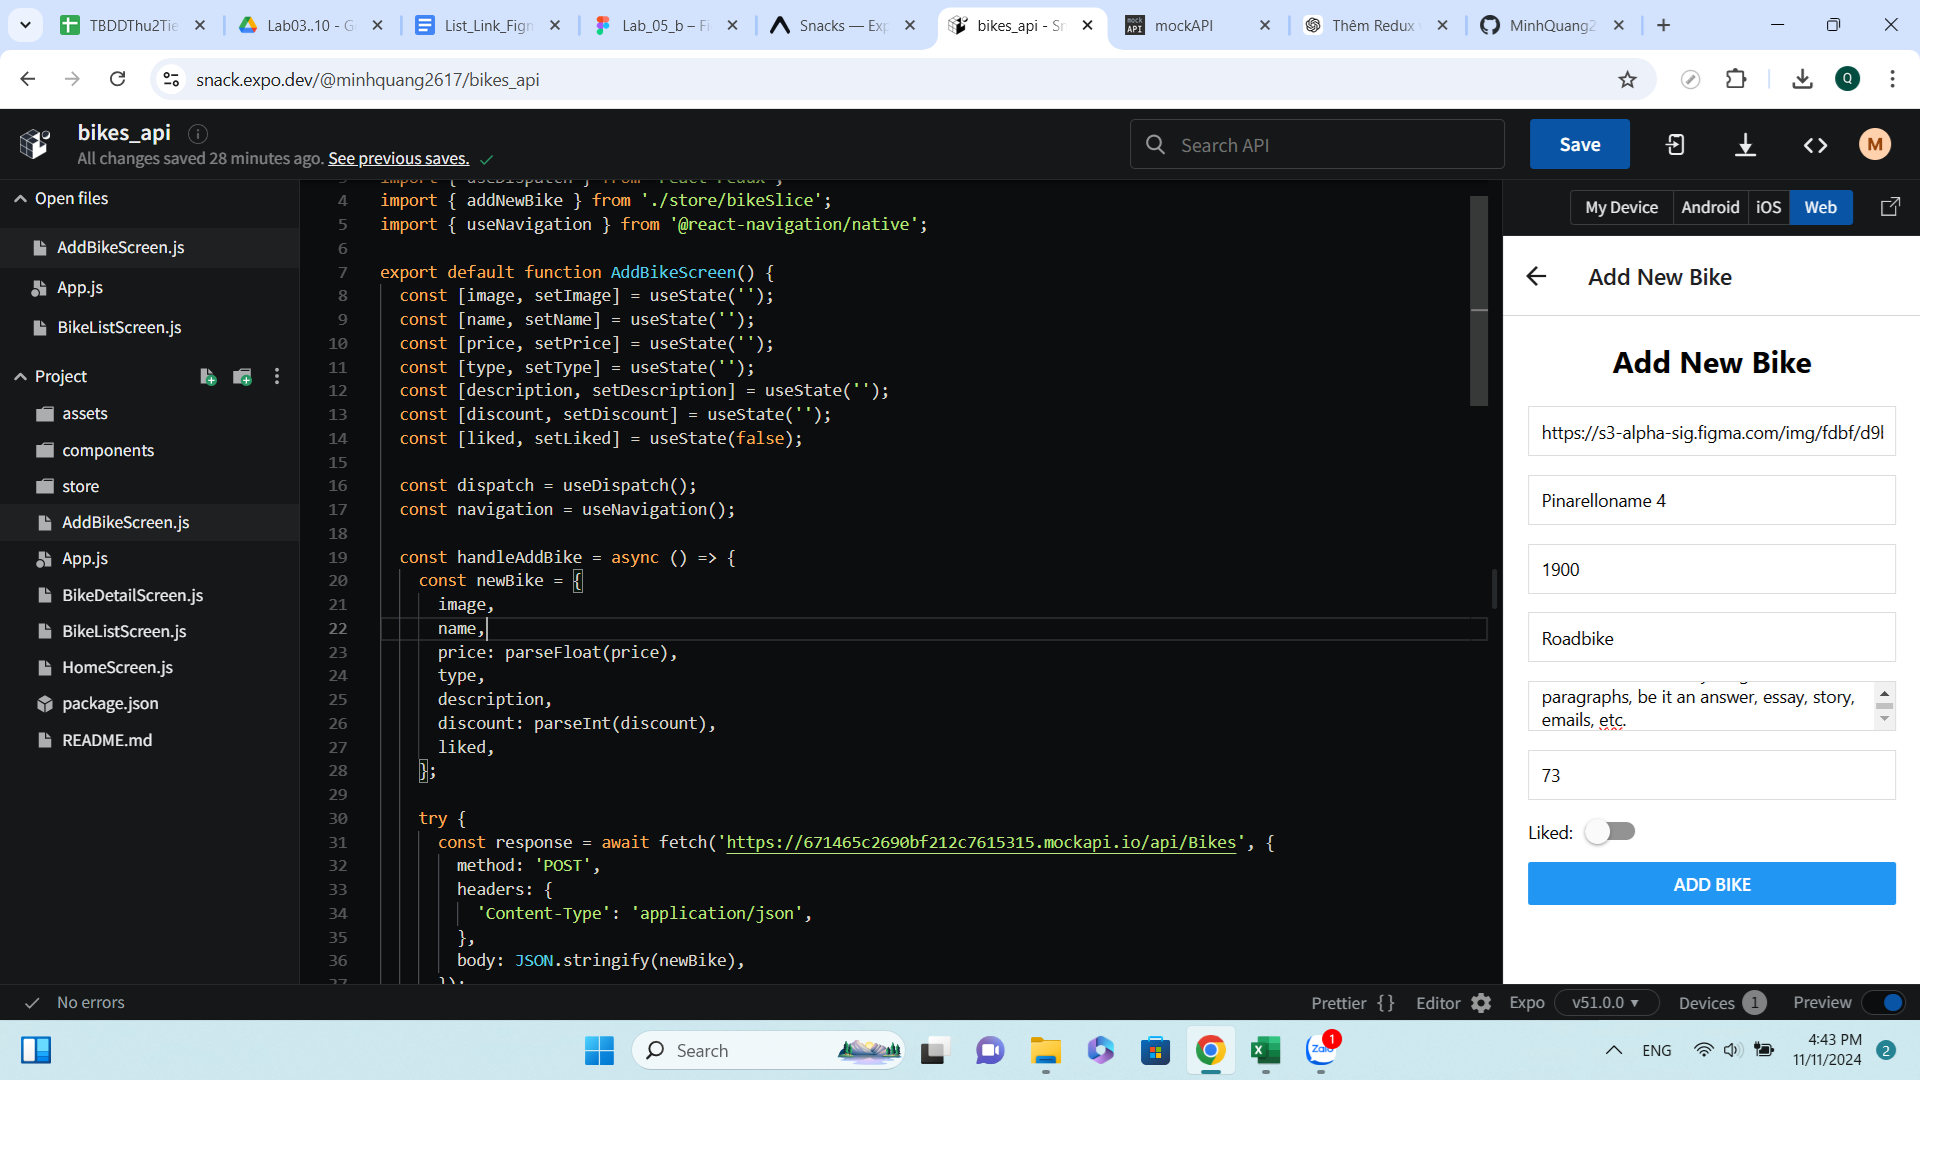 TBDDThu2Tie
Lab03..10 - G
List_Link_Fign
Lab_05_b – Fi
Snacks — Exp
bikes_api - Sn
mockAPI
Thêm Redux
MinhQuang2
snack.expo.dev/@minhquang2617/bikes_api
Q
bikes_api
All changes saved 28 minutes ago. See previous saves.
Search API
Save
M
Open files
AddBikeScreen.js
App.js
BikeListScreen.js
Project
assets
components
store
AddBikeScreen.js
App.js
BikeDetailScreen.js
BikeListScreen.js
HomeScreen.js
package.json
README.md
3 import { useDispatch } from 'react-redux';
4 import { addNewBike } from './store/bikeSlice';
5 import { useNavigation } from '@react-navigation/native';
6
7 export default function AddBikeScreen() {
8 const [image, setImage] = useState('');
9 const [name, setName] = useState('');
10 const [price, setPrice] = useState('');
11 const [type, setType] = useState('');
12 const [description, setDescription] = useState('');
13 const [discount, setDiscount] = useState('');
14 const [liked, setLiked] = useState(false);
15
16 const dispatch = useDispatch();
17 const navigation = useNavigation();
18
19 const handleAddBike = async () => {
20 const newBike = {
21 image,
22 name,
23 price: parseFloat(price),
24 type,
25 description,
26 discount: parseInt(discount),
27 liked,
28 };
29
30 try {
31 const response = await fetch('https://671465c2690bf212c7615315.mockapi.io/api/Bikes', {
32 method: 'POST',
33 headers: {
34 'Content-Type': 'application/json',
35 },
36 body: JSON.stringify(newBike),
37 });
My Device
Android
iOS
Web
Add New Bike
Add New Bike
https://s3-alpha-sig.figma.com/img/fdbf/d9l
Pinarelloname 4
1900
Roadbike
paragraphs, be it an answer, essay, story,
emails, etc.
73
Liked:
ADD BIKE
No errors
Prettier {}
Editor
Expo
v51.0.0
Devices 1
Preview
Search
Zalo
1
ENG
4:43 PM
11/11/2024
2